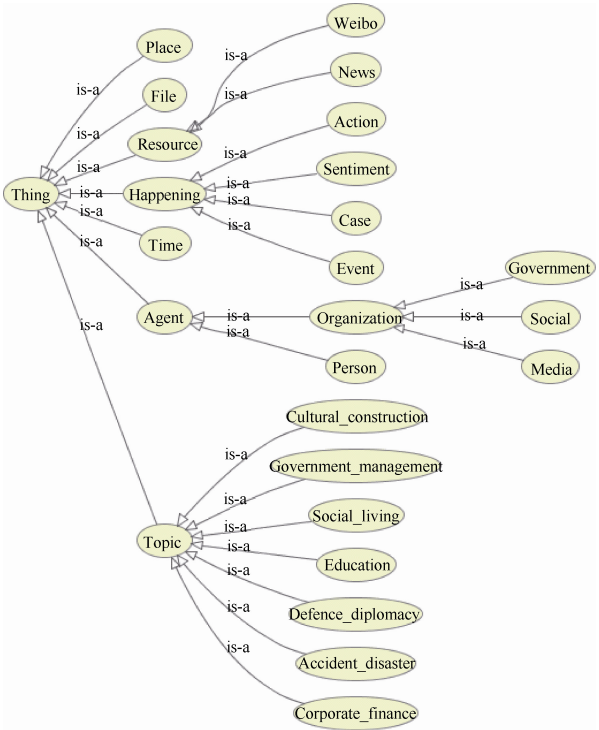 Weibo
Place
is-a
News
is-a
File
is-a
Action
is-a
Resource
is-a
is-a
Sentiment
Thing
is-a
Happening
is-a
is-a
Case
is-a
Time
is-a
is-a
Event
Government
is-a
Agent
is-a
Organization
is-a
Social
is-a
is-a
is-a
Person
Media
Cultural_construction
is-a
Government_management
is-a
Social_living
is-a
Topic
is-a
Education
is-a
Defence_diplomacy
is-a
Accident_disaster
is-a
Corporate_finance